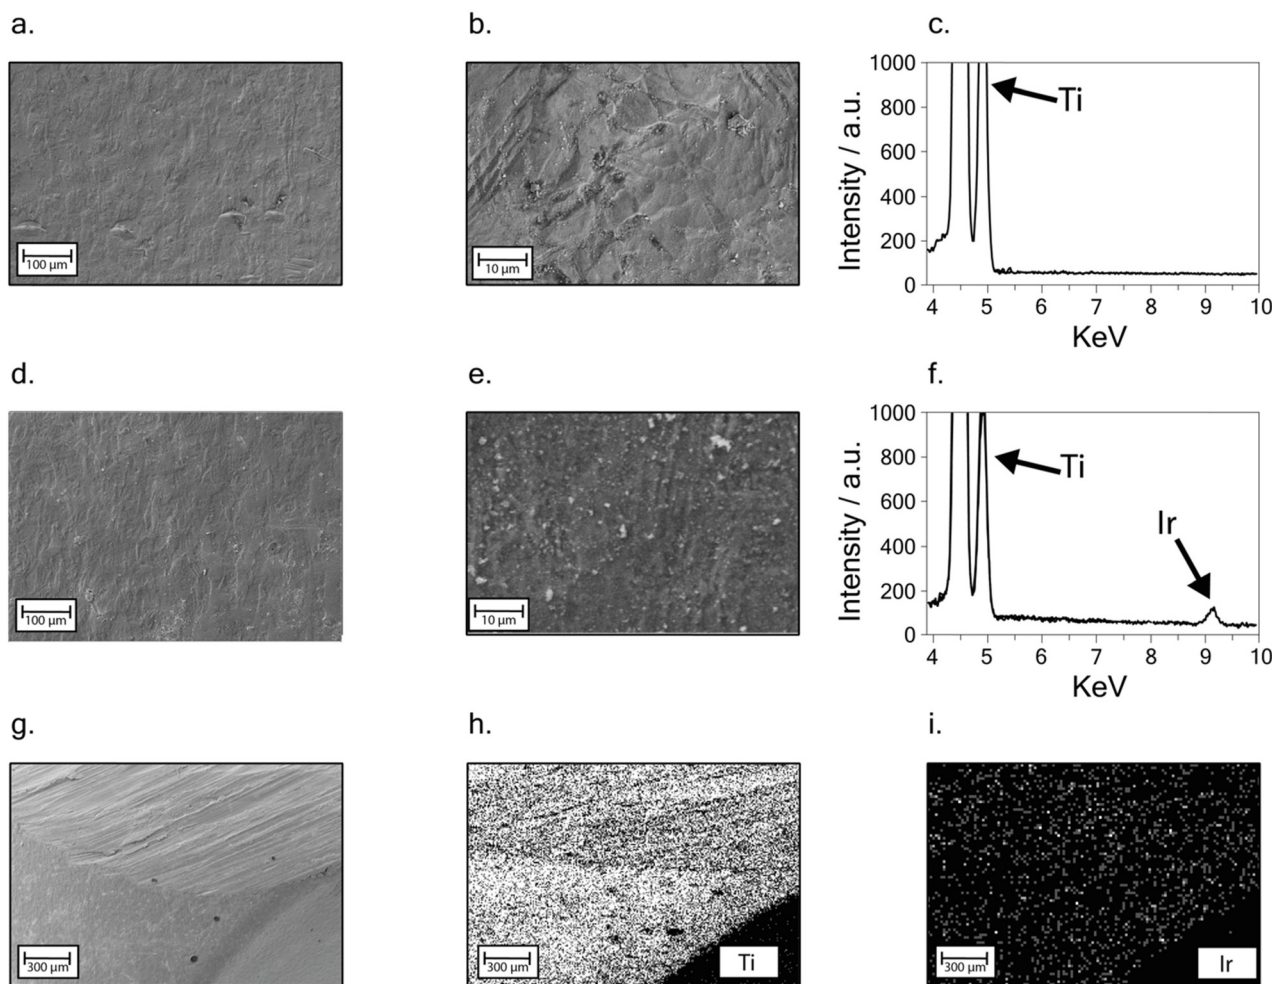 a.
b.
c.
100 µm
10 µm
1000
800
600
400
200
0
Intensity / a.u.
Ti
4 5 6 7 8 9 10
KeV
d.
e.
f.
100 µm
10 µm
1000
800
600
400
200
0
Intensity / a.u.
Ti
Ir
4 5 6 7 8 9 10
KeV
g.
h.
i.
300 µm
300 µm
Ti
300 µm
Ir